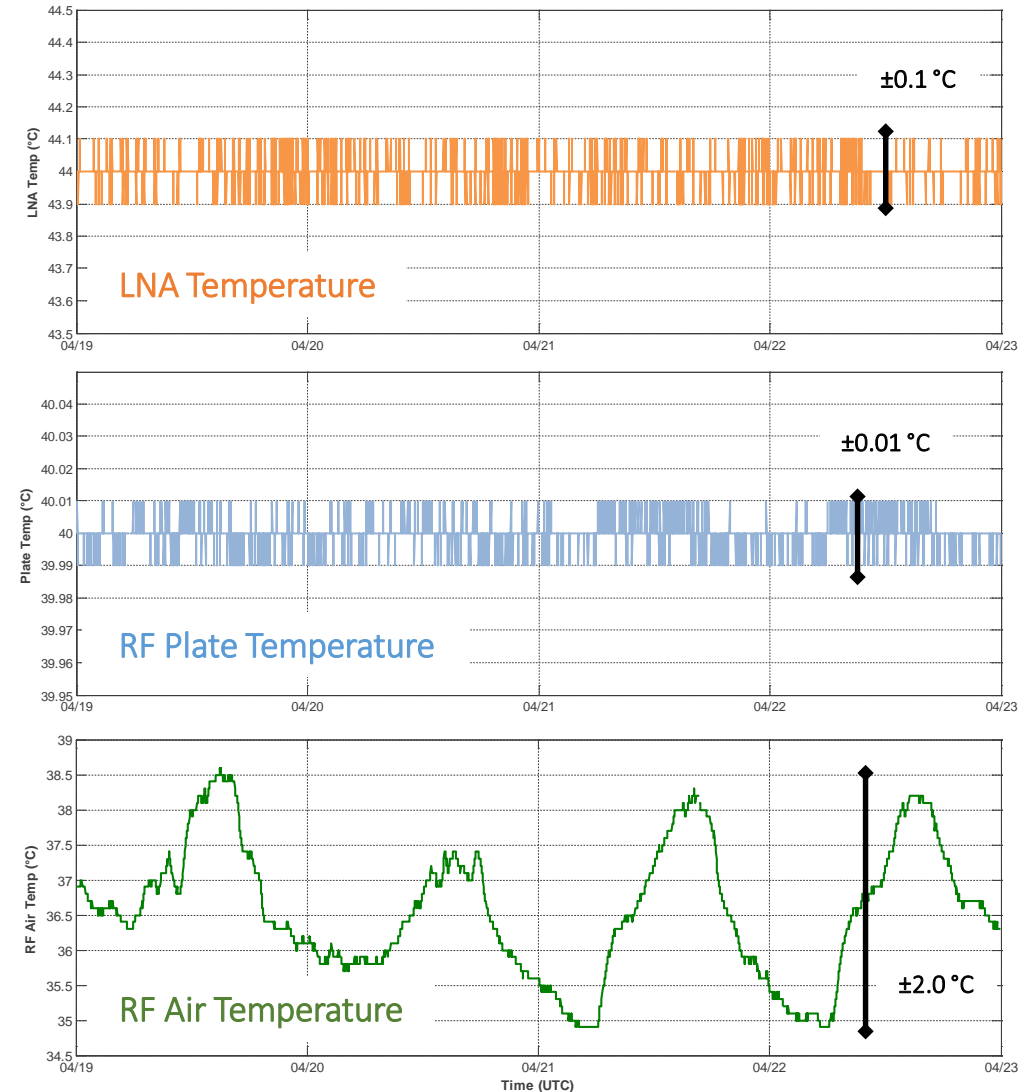 44.5
44.4
44.3
44.2
44.1
44
43.9
43.8
43.7
43.6
43.5
LNA Temp (°C)
±0.1 °C
LNA Temperature
04/19 04/20 04/21 04/22 04/23
40.04
40.03
40.02
40.01
40
39.99
39.98
39.97
39.96
39.95
Plate Temp (°C)
±0.01 °C
RF Plate Temperature
04/19 04/20 04/21 04/22 04/23
39
38.5
38
37.5
37
36.5
36
35.5
35
34.5
RF Air Temp (°C)
±2.0 °C
RF Air Temperature
04/19 04/20 04/21 04/22 04/23
Time (UTC)